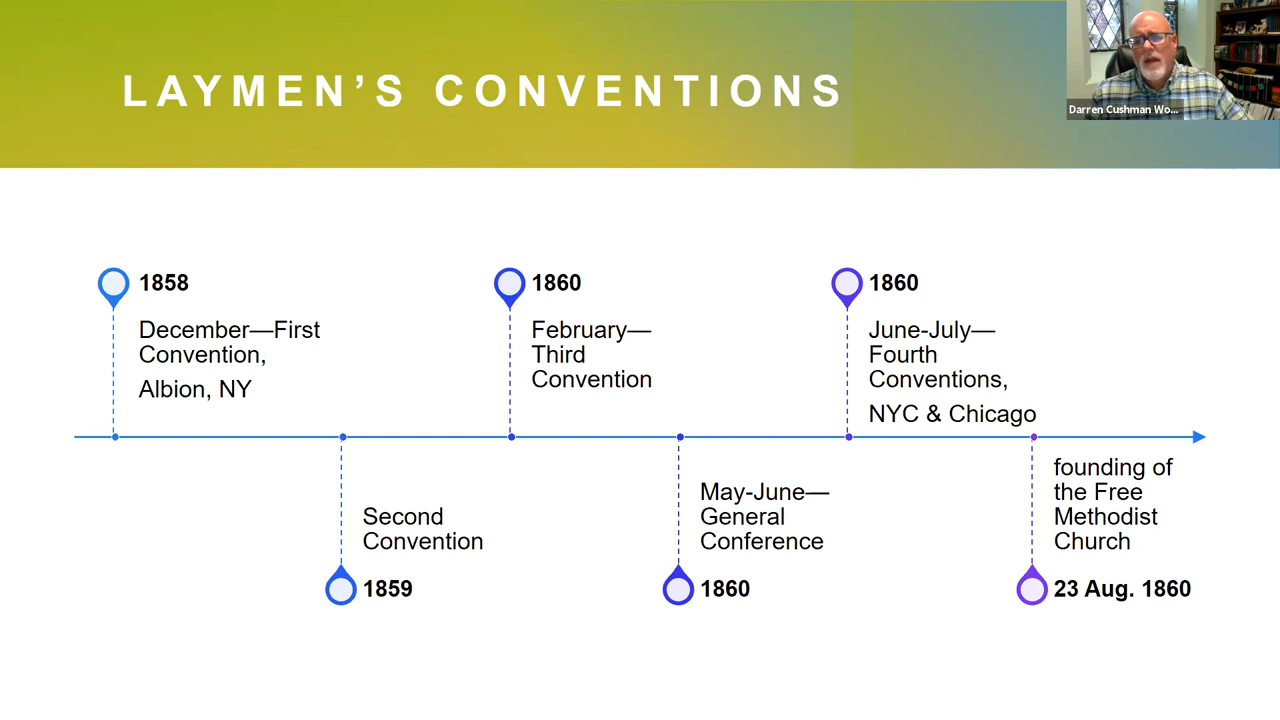 LAYMEN’S CONVENTIONS
Darren Cushman Wo...
1858
December—First
Convention,
Albion, NY
Second
Convention
1859
1860
February—
Third
Convention
May-June—
General
Conference
1860
1860
June-July—
Fourth
Conventions,
NYC & Chicago
founding of
the Free
Methodist
Church
23 Aug. 1860